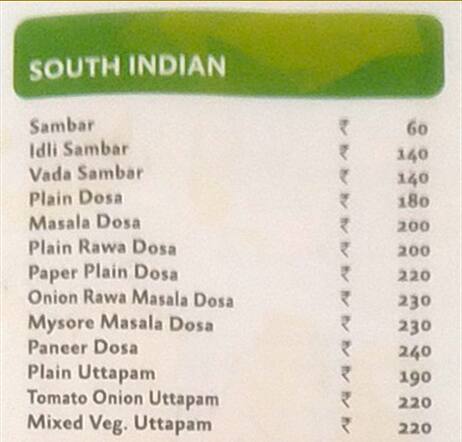 SOUTH INDIAN
Sambar ₹ 60
Idli Sambar ₹ 140
Vada Sambar ₹ 140
Plain Dosa ₹ 180
Masala Dosa ₹ 200
Plain Rawa Dosa ₹ 200
Paper Plain Dosa ₹ 220
Onion Rawa Masala Dosa ₹ 230
Mysore Masala Dosa ₹ 230
Paneer Dosa ₹ 240
Plain Uttapam ₹ 190
Tomato Onion Uttapam ₹ 220
Mixed Veg. Uttapam ₹ 220